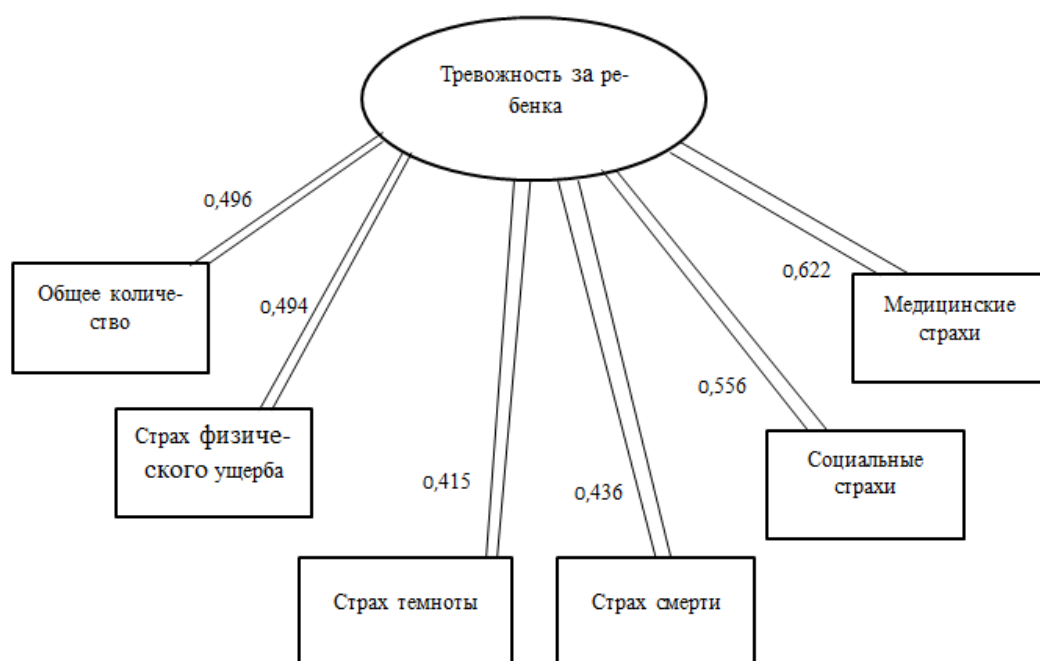 Тревожность за ре-
бенка
0,496
Общее количе-
ство
0,494
Страх физиче-
ского ущерба
0,415
Страх темноты
0,436
Страх смерти
0,556
Социальные
страхи
0,622
Медицинские
страхи